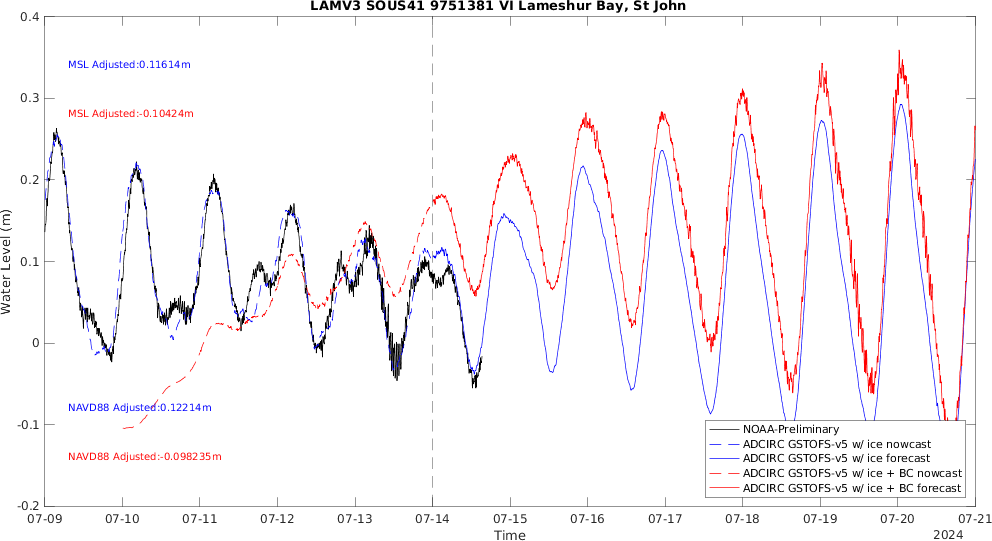 LAMV3 SOUS41 9751381 VI Lameshur Bay, St John
0.4
MSL Adjusted:0.11614m
0.3
MSL Adjusted:-0.10424m
0.2
Water Level (m)
0.1
0
NAVD88 Adjusted:0.12214m
-0.1
NOAA-Preliminary
ADCIRC GSTOFS-v5 w/ ice nowcast
NAVD88 Adjusted:-0.098235m
ADCIRC GSTOFS-v5 w/ ice forecast
ADCIRC GSTOFS-v5 w/ ice + BC nowcast
ADCIRC GSTOFS-v5 w/ ice + BC forecast
-0.2
07-09 07-10 07-11 07-12 07-13 07-14 07-15 07-16 07-17 07-18 07-19 07-20 07-21
Time
2024